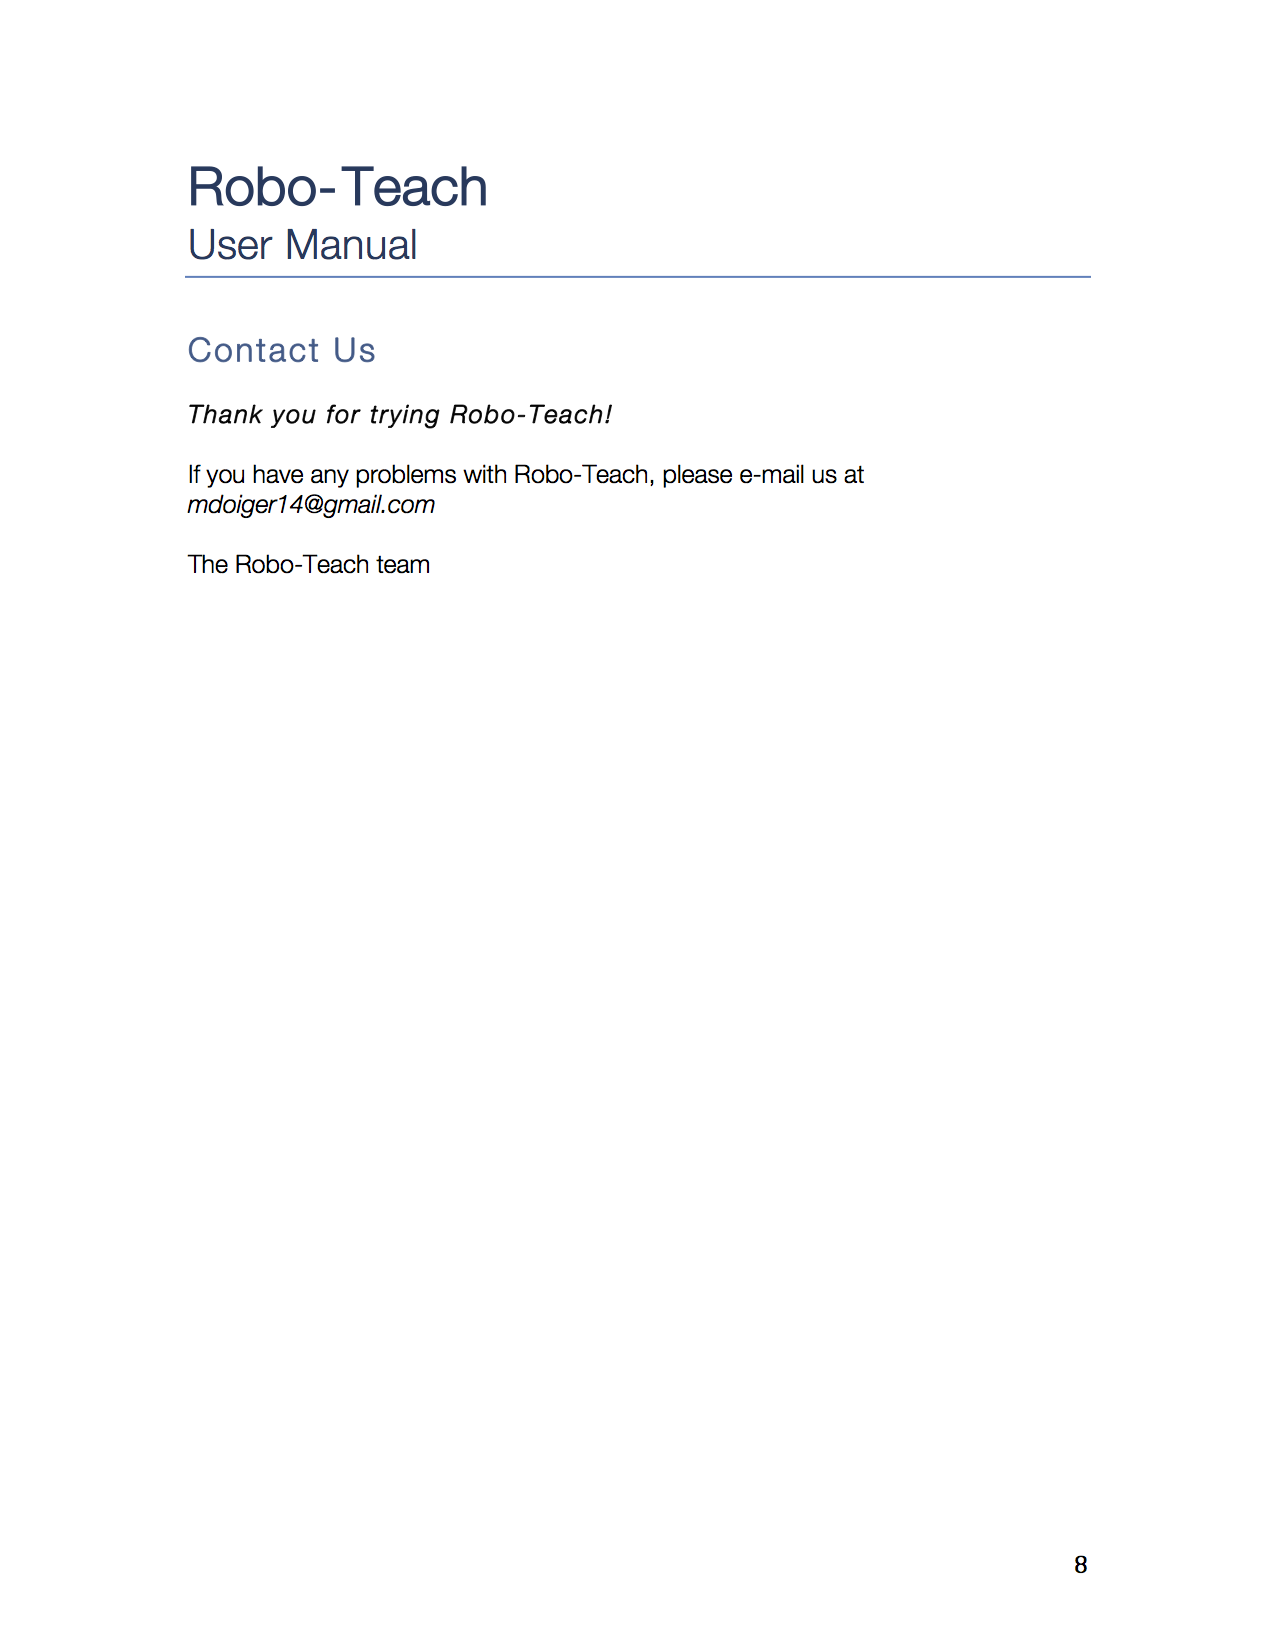 Robo-Teach
User Manual
Contact Us
Thank you for trying Robo-Teach!
If you have any problems with Robo-Teach, please e-mail us at
mdoiger14@gmail.com
The Robo-Teach team
8